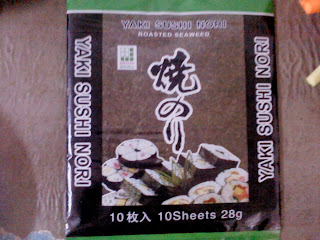 YAKI SUSHI NORI
ROASTED SEAWEED
YAKI SUSHI NORI
焼のり
YAKI SUSHI NORI
10枚入 10Sheets 28g